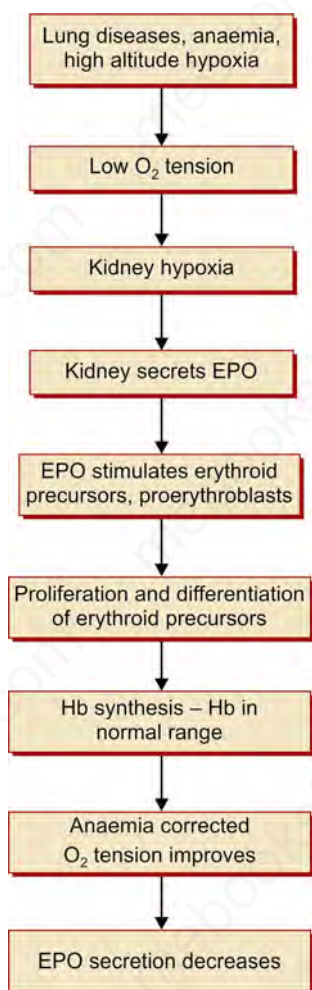 Lung diseases, anaemia,
high altitude hypoxia
Low O₂ tension
Kidney hypoxia
Kidney secrets EPO
EPO stimulates erythroid
precursors, proerythroblasts
Proliferation and differentiation
of erythroid precursors
Hb synthesis – Hb in
normal range
Anaemia corrected
O₂ tension improves
EPO secretion decreases